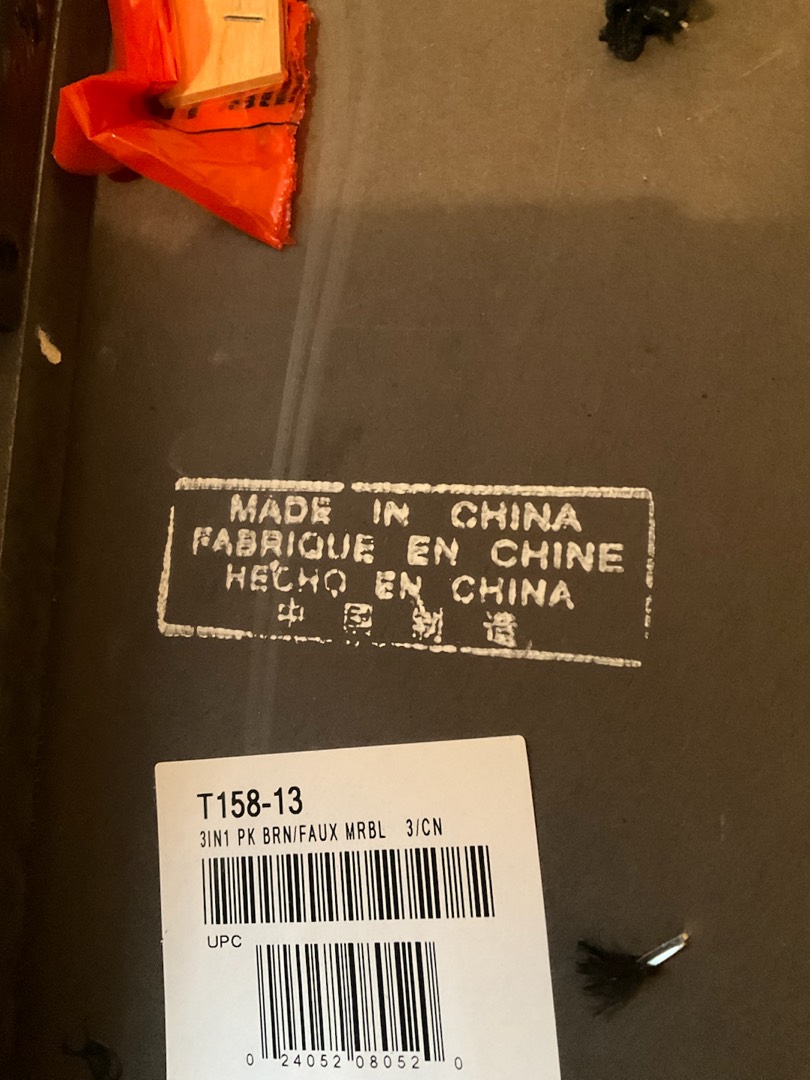 MADE IN CHINA
FABRIQUE EN CHINE
HECHO EN CHINA
中国制造
T158-13
3IN1 PK BRN/FAUX MRBL 3/CN
UPC
0 24052 08052 0